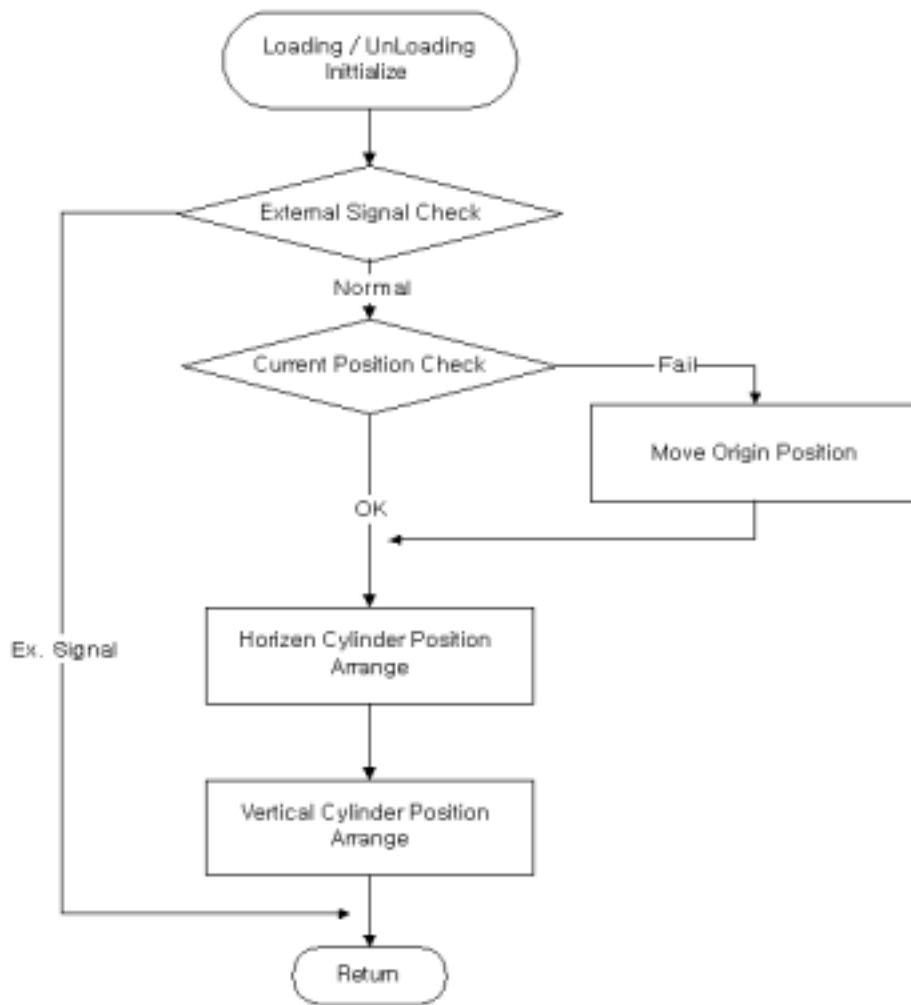 Loading / UnLoading
Inittialize
External Signal Check
Normal
Current Position Check
Fail
Move Origin Position
OK
Horizen Cylinder Position
Arrange
Ex. Signal
Vertical Cylinder Position
Arrange
Return